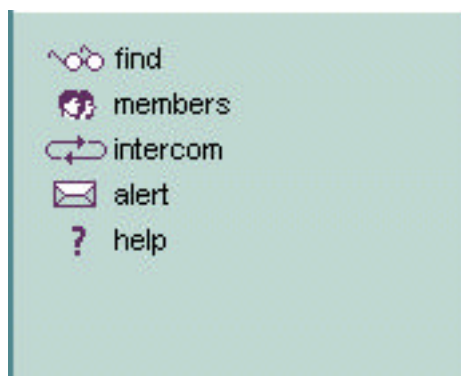 find
members
intercom
alert
? help